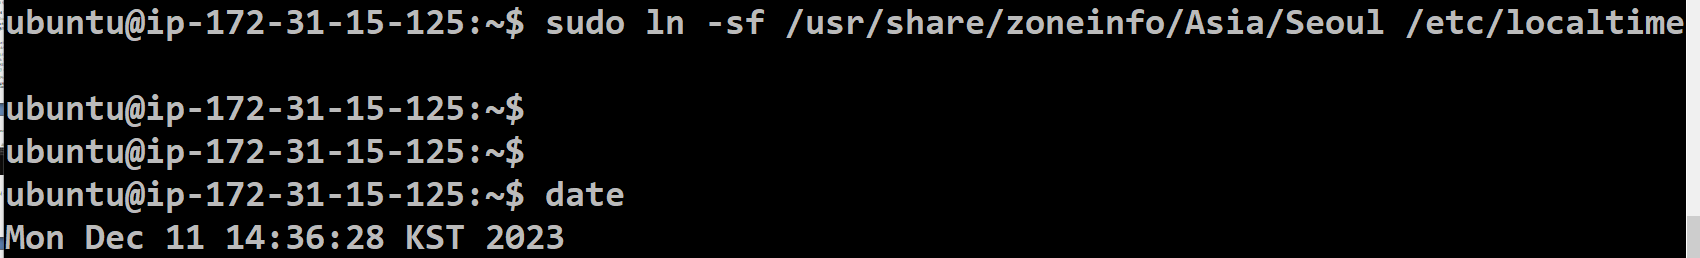 ubuntu@ip-172-31-15-125:~$ sudo ln -sf /usr/share/zoneinfo/Asia/Seoul /etc/localtime
ubuntu@ip-172-31-15-125:~$
ubuntu@ip-172-31-15-125:~$
ubuntu@ip-172-31-15-125:~$ date
Mon Dec 11 14:36:28 KST 2023